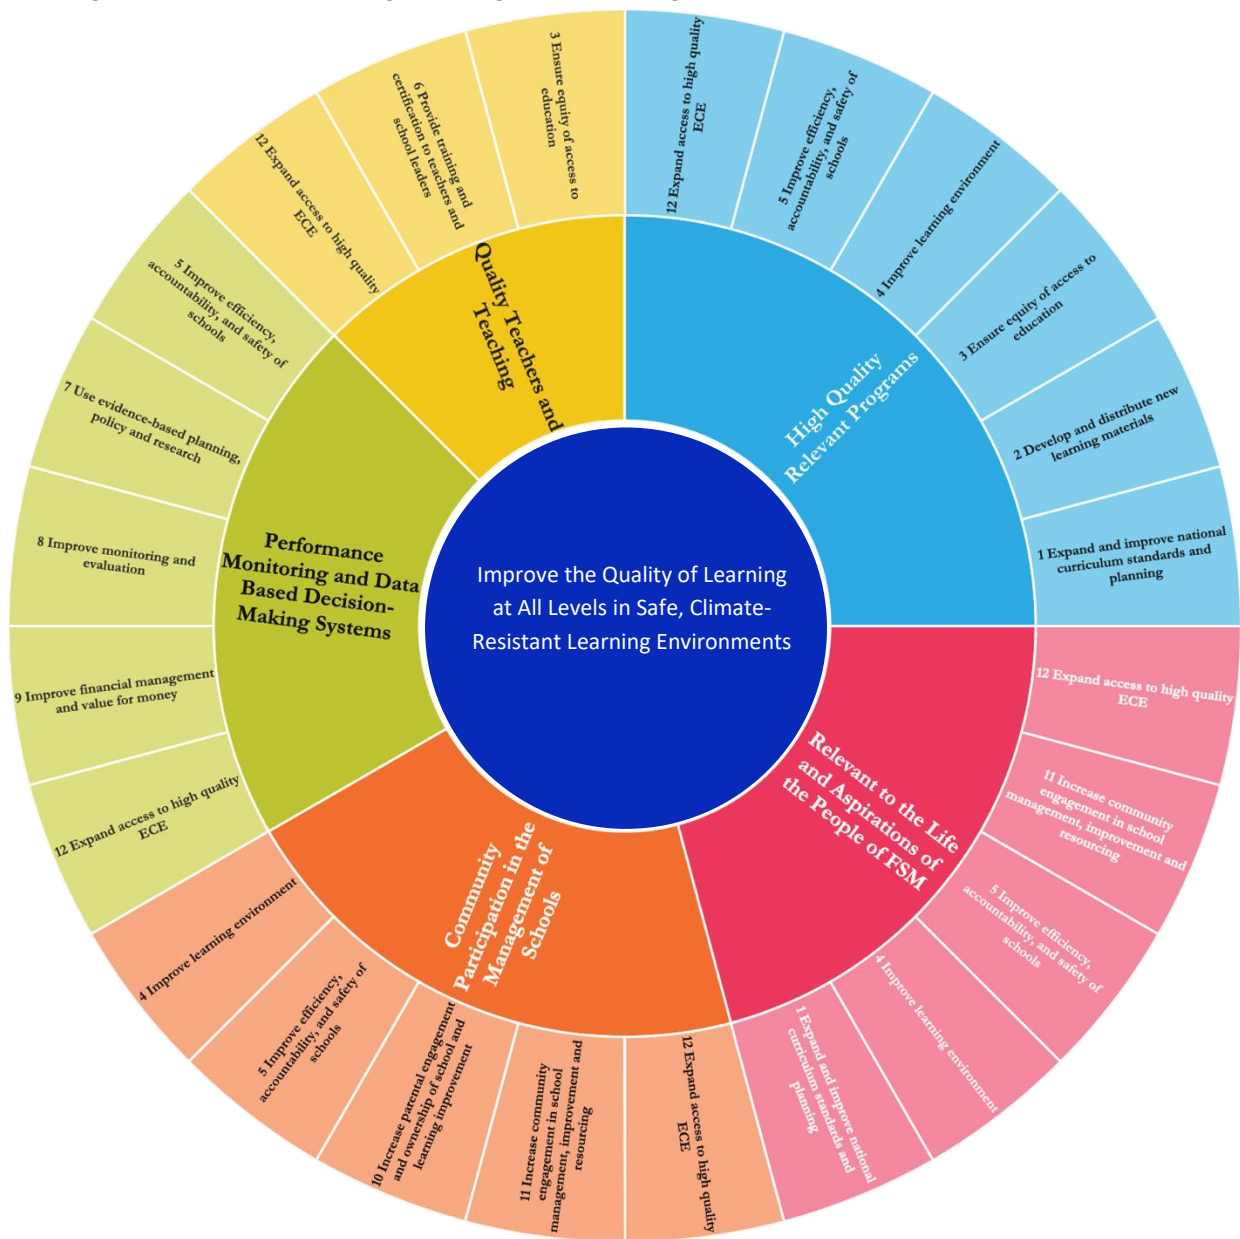 Improve the Quality of Learning
at All Levels in Safe, Climate-
Resistant Learning Environments
High Quality
Relevant Programs
12 Expand access to high quality
ECE
5 Improve efficiency,
accountability, and safety of
schools
4 Improve learning environment
3 Ensure equity of access to
education
2 Develop and distribute new
learning materials
1 Expand and improve national
curriculum standards and
planning
Relevant to the Life
and Aspirations of
the People of FSM
12 Expand access to high quality
ECE
11 Increase community
engagement in school
management, improvement and
resourcing
5 Improve efficiency,
accountability, and safety of
schools
4 Improve learning environment
1 Expand and improve national
curriculum standards and
planning
Community
Participation in the
Management of
Schools
12 Expand access to high quality
ECE
11 Increase community
engagement in school
management, improvement and
resourcing
10 Increase parental engagement
and ownership of school and
learning improvement
5 Improve efficiency,
accountability, and safety of
schools
4 Improve learning environment
Performance
Monitoring and Data
Based Decision-
Making Systems
12 Expand access to high quality
ECE
9 Improve financial management
and value for money
8 Improve monitoring and
evaluation
7 Use evidence-based planning,
policy and research
5 Improve efficiency,
accountability, and safety of
schools
Quality Teachers and
Teaching
12 Expand access to high quality
ECE
6 Provide training and
certification to teachers and
school leaders
3 Ensure equity of access to
education